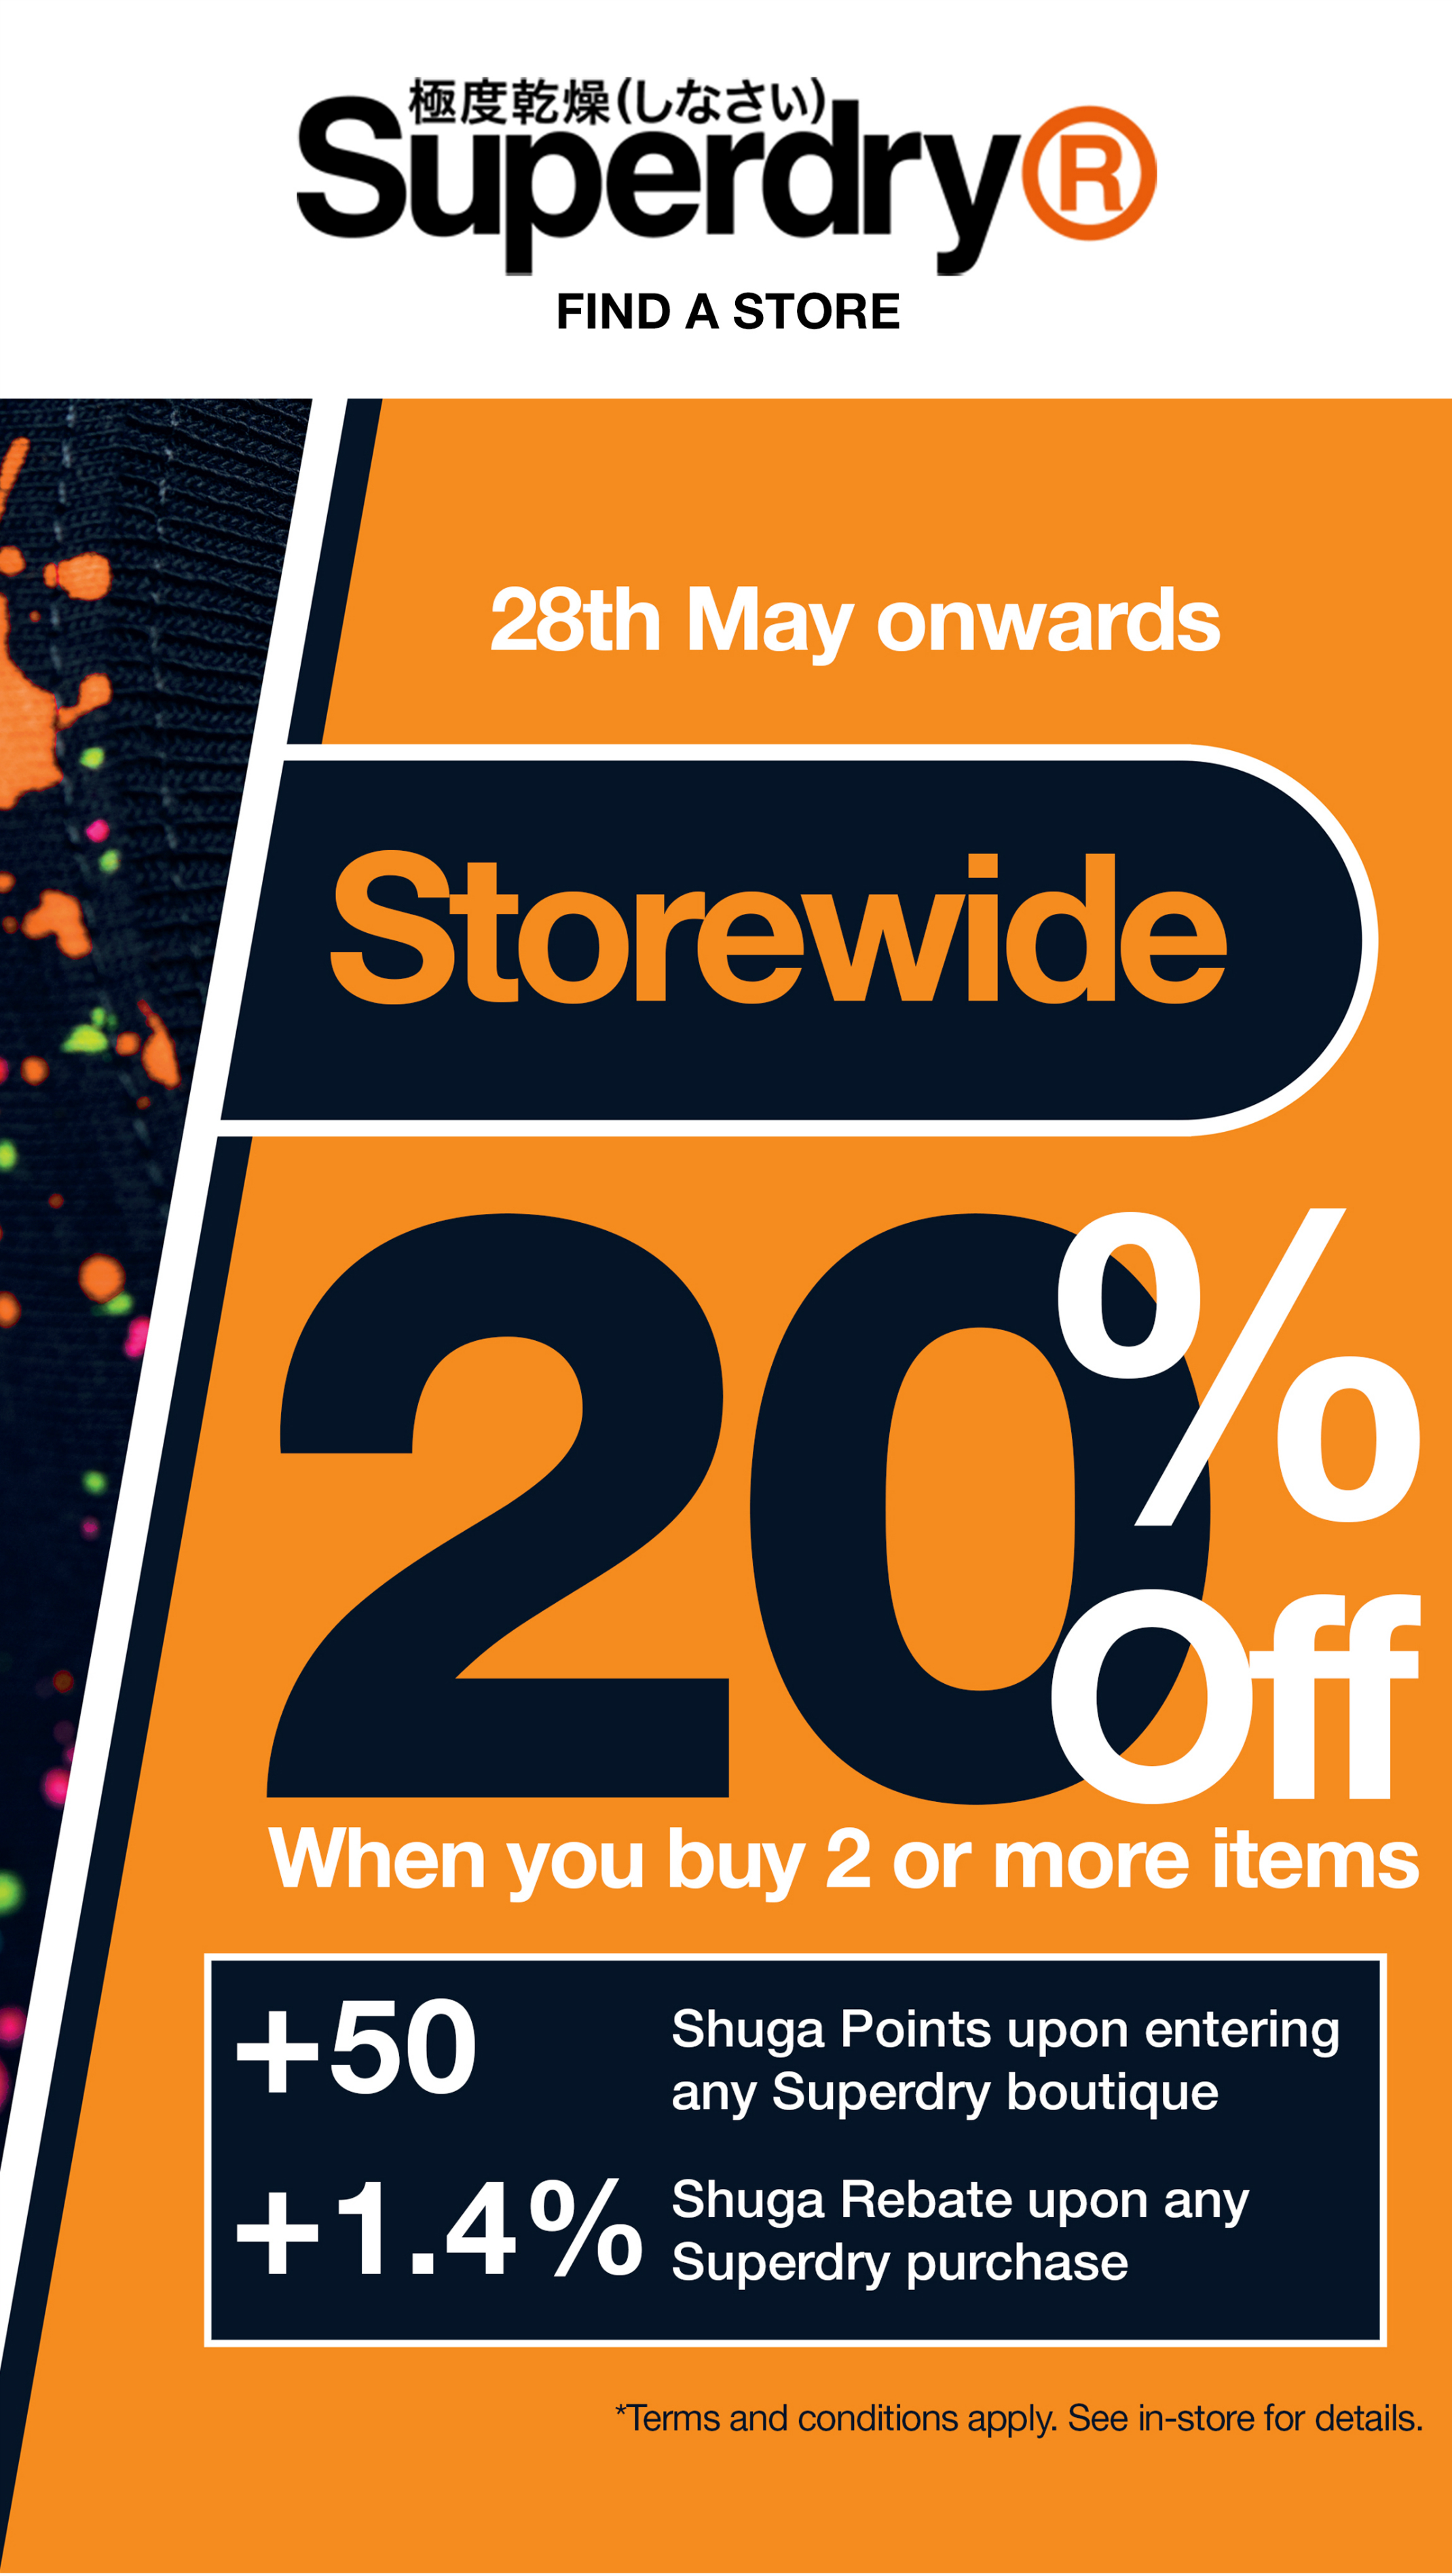 極度乾燥(しなさい)
Superdry®
FIND A STORE
28th May onwards
Storewide
20%
Off
When you buy 2 or more items
+50 Shuga Points upon entering
any Superdry boutique
+1.4% Shuga Rebate upon any
Superdry purchase
*Terms and conditions apply. See in-store for details.